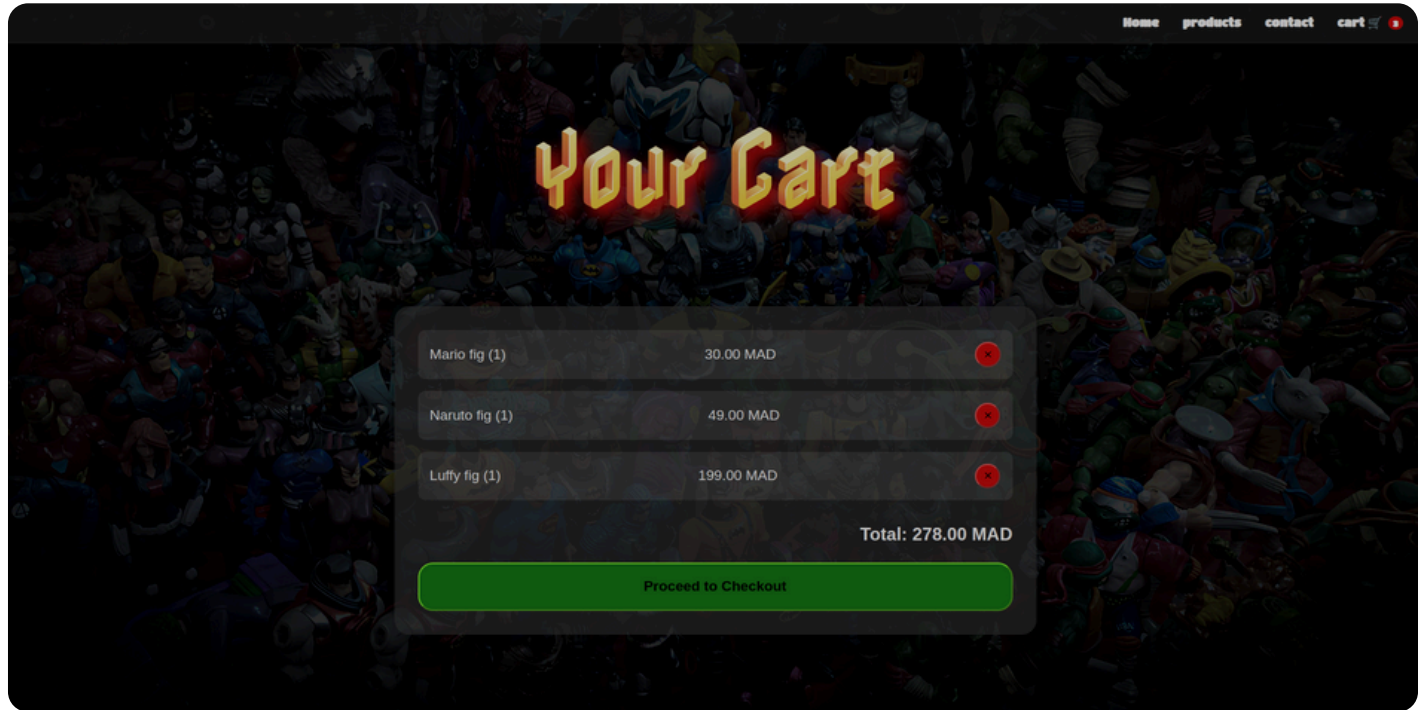 Home products contact cart 3
Your Cart
Mario fig (1) 30.00 MAD ×
Naruto fig (1) 49.00 MAD ×
Luffy fig (1) 199.00 MAD ×
Total: 278.00 MAD
Proceed to Checkout